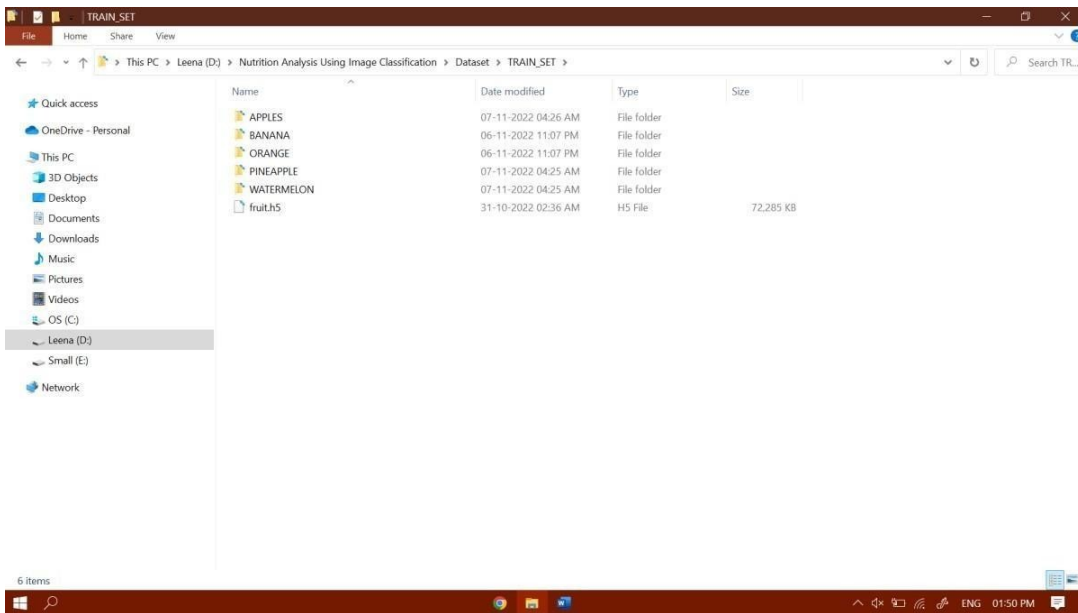 TRAIN_SET
File Home Share View
This PC > Leena (D:) > Nutrition Analysis Using Image Classification > Dataset > TRAIN_SET >
Search TR...
Quick access
OneDrive - Personal
This PC
3D Objects
Desktop
Documents
Downloads
Music
Pictures
Videos
OS (C:)
Leena (D:)
Small (E:)
Network
Name Date modified Type Size
APPLES 07-11-2022 04:26 AM File folder
BANANA 06-11-2022 11:07 PM File folder
ORANGE 06-11-2022 11:07 PM File folder
PINEAPPLE 07-11-2022 04:25 AM File folder
WATERMELON 07-11-2022 04:25 AM File folder
fruit.h5 31-10-2022 02:36 AM H5 File 72,285 KB
6 items
ENG 01:50 PM